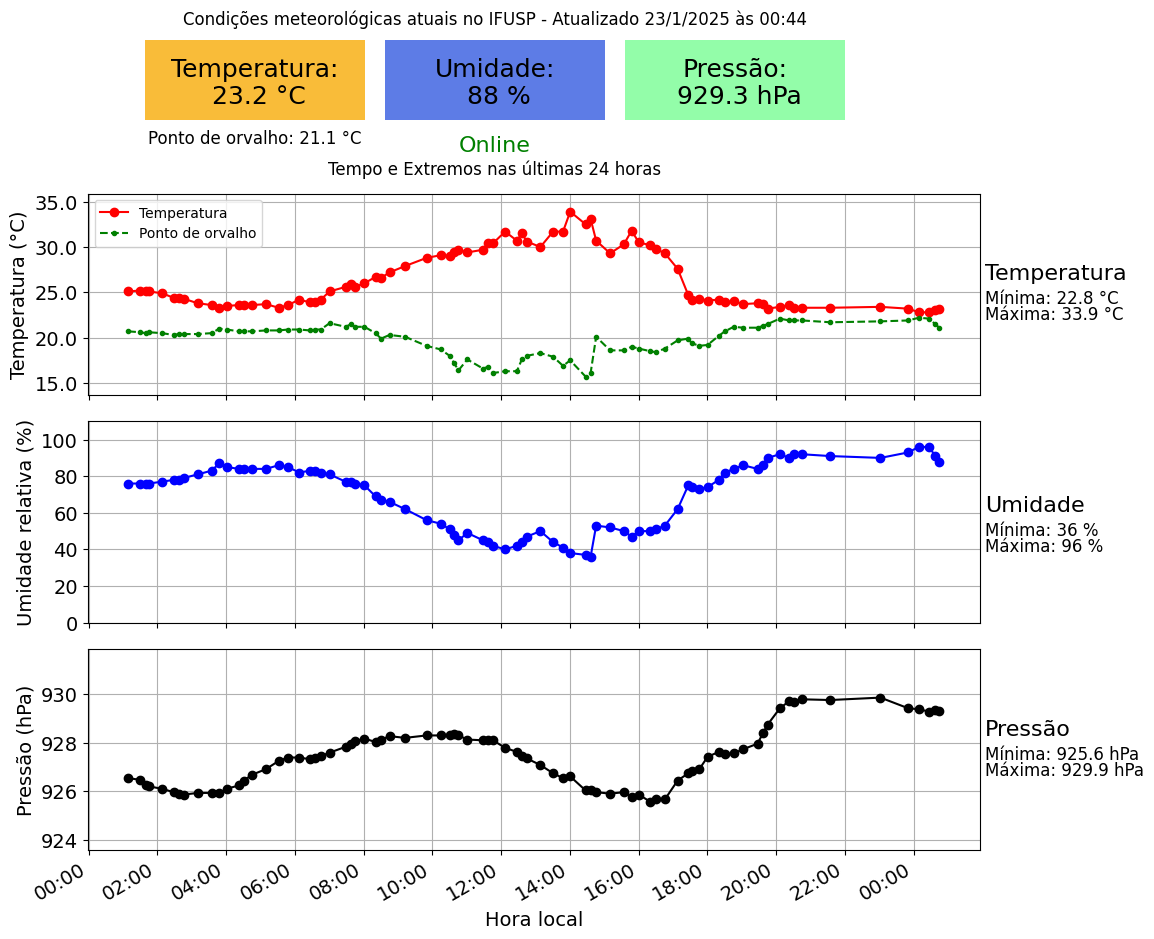 Condições meteorológicas atuais no IFUSP - Atualizado 23/1/2025 às 00:44
Temperatura:
23.2 °C
Umidade:
88 %
Pressão:
929.3 hPa
Ponto de orvalho: 21.1 °C
Online
Tempo e Extremos nas últimas 24 horas
Temperatura (°C)
35.0
30.0
25.0
20.0
15.0
Temperatura
Ponto de orvalho
Temperatura
Mínima: 22.8 °C
Máxima: 33.9 °C
Umidade relativa (%)
100
80
60
40
20
0
Umidade
Mínima: 36 %
Máxima: 96 %
Pressão (hPa)
930
928
926
924
Pressão
Mínima: 925.6 hPa
Máxima: 929.9 hPa
00:00 02:00 04:00 06:00 08:00 10:00 12:00 14:00 16:00 18:00 20:00 22:00 00:00
Hora local